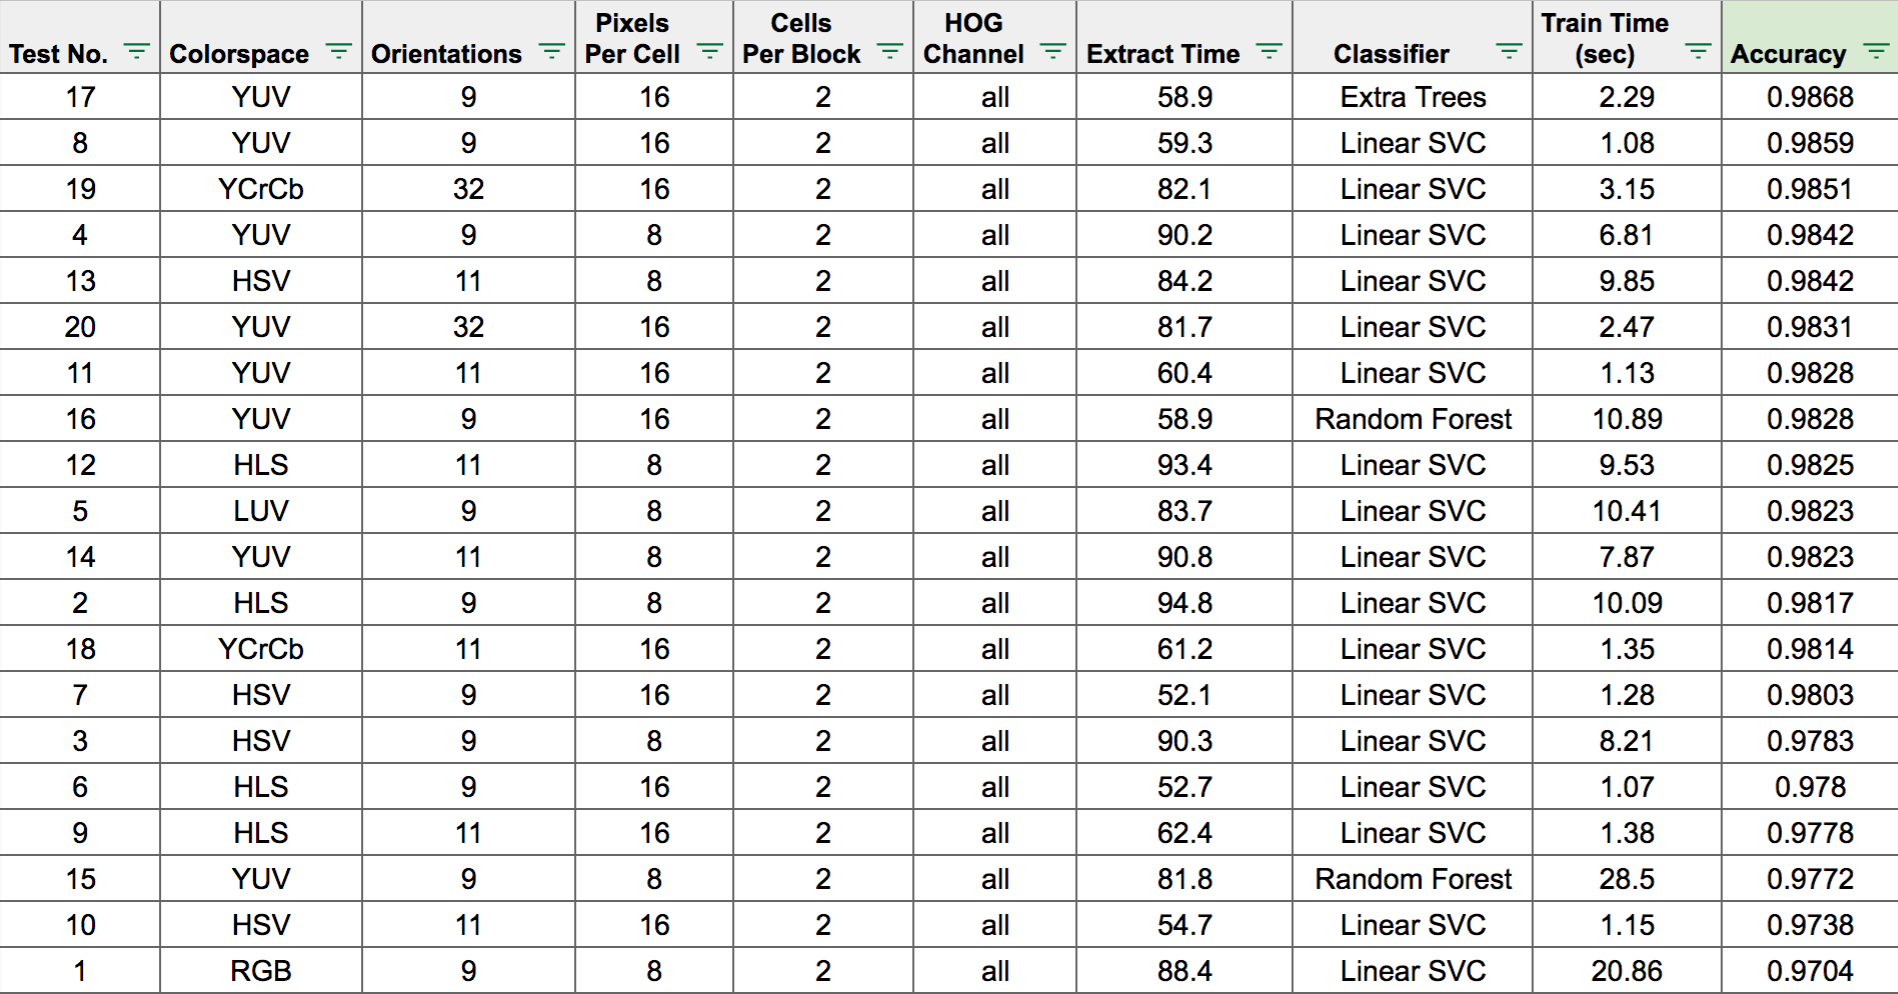 Test No. Colorspace Orientations Pixels Per Cell Cells Per Block HOG Channel Extract Time Classifier Train Time (sec) Accuracy
17 YUV 9 16 2 all 58.9 Extra Trees 2.29 0.9868
8 YUV 9 16 2 all 59.3 Linear SVC 1.08 0.9859
19 YCrCb 32 16 2 all 82.1 Linear SVC 3.15 0.9851
4 YUV 9 8 2 all 90.2 Linear SVC 6.81 0.9842
13 HSV 11 8 2 all 84.2 Linear SVC 9.85 0.9842
20 YUV 32 16 2 all 81.7 Linear SVC 2.47 0.9831
11 YUV 11 16 2 all 60.4 Linear SVC 1.13 0.9828
16 YUV 9 16 2 all 58.9 Random Forest 10.89 0.9828
12 HLS 11 8 2 all 93.4 Linear SVC 9.53 0.9825
5 LUV 9 8 2 all 83.7 Linear SVC 10.41 0.9823
14 YUV 11 8 2 all 90.8 Linear SVC 7.87 0.9823
2 HLS 9 8 2 all 94.8 Linear SVC 10.09 0.9817
18 YCrCb 11 16 2 all 61.2 Linear SVC 1.35 0.9814
7 HSV 9 16 2 all 52.1 Linear SVC 1.28 0.9803
3 HSV 9 8 2 all 90.3 Linear SVC 8.21 0.9783
6 HLS 9 16 2 all 52.7 Linear SVC 1.07 0.978
9 HLS 11 16 2 all 62.4 Linear SVC 1.38 0.9778
15 YUV 9 8 2 all 81.8 Random Forest 28.5 0.9772
10 HSV 11 16 2 all 54.7 Linear SVC 1.15 0.9738
1 RGB 9 8 2 all 88.4 Linear SVC 20.86 0.9704